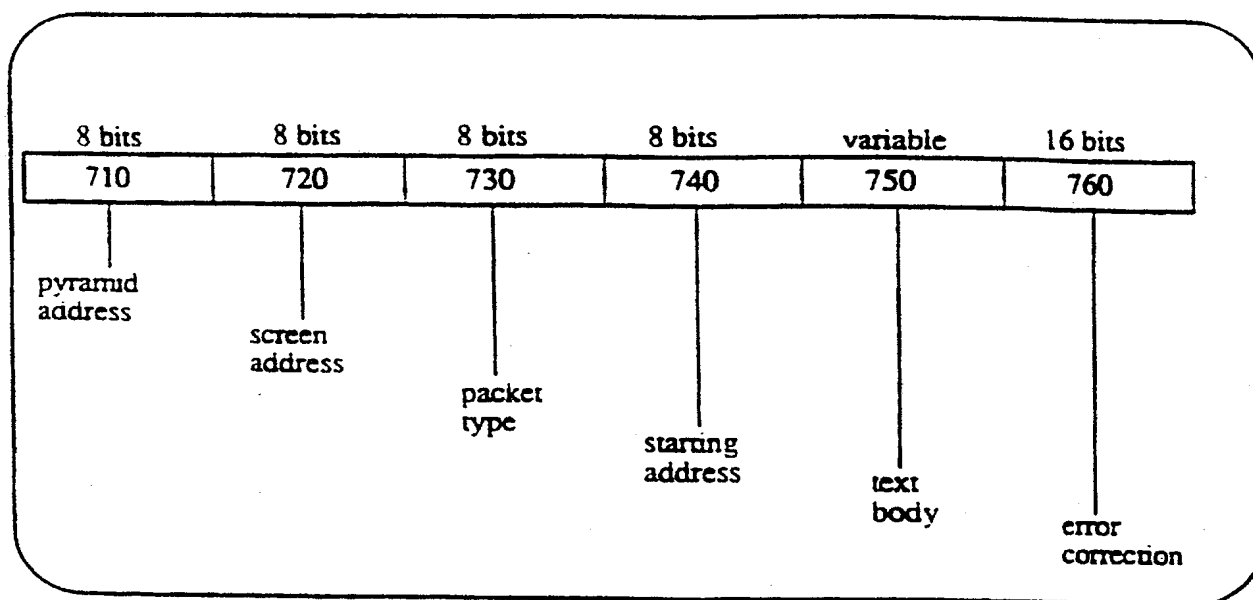 8 bits 8 bits 8 bits 8 bits variable 16 bits
710 720 730 740 750 760
pyramid
address
screen
address
packet
type
starting
address
text
body
error
correction